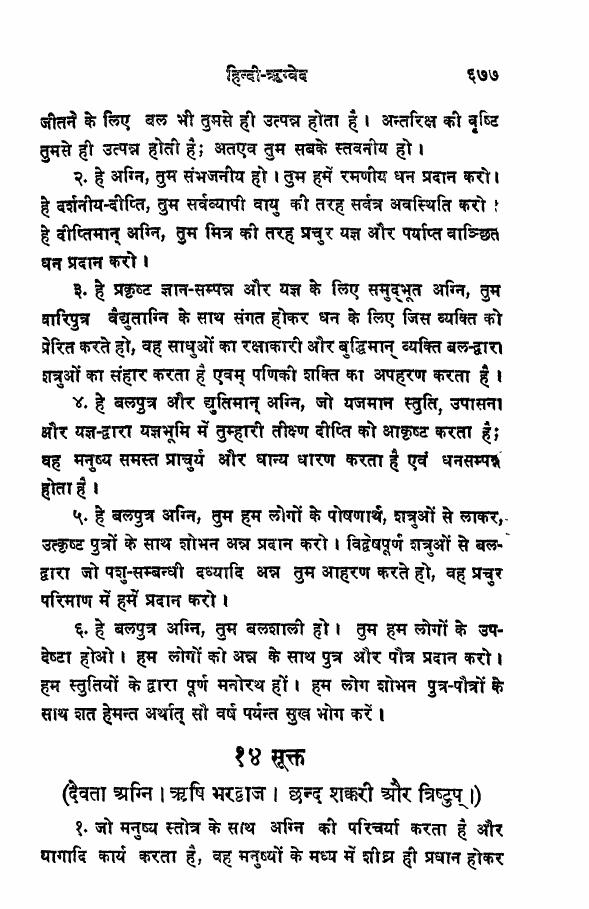 हिन्दी-ऋग्वेद ६७७
जीतने के लिए बल भी तुमसे ही उत्पन्न होता है। अन्तरिक्ष की वृष्टि
तुमसे ही उत्पन्न होती है; अतएव तुम सबके स्तवनीय हो।
२. हे अग्नि, तुम संभजनीय हो। तुम हमें रमणीय धन प्रदान करो।
हे दर्शनीय-दीप्ति, तुम सर्वव्यापी वायु की तरह सर्वत्र अवस्थिति करो।
हे दीप्तिमान् अग्नि, तुम मित्र की तरह प्रचुर यज्ञ और पर्याप्त वाञ्छित
धन प्रदान करो।
३. हे प्रकृष्ट ज्ञान-सम्पन्न और यज्ञ के लिए समुद्भूत अग्नि, तुम
वारिपुत्र वैद्युताग्नि के साथ संगत होकर धन के लिए जिस व्यक्ति को
प्रेरित करते हो, वह साधुओं का रक्षाकारी और बुद्धिमान् व्यक्ति बल-द्वारा
शत्रुओं का संहार करता है एवम् पणिकी शक्ति का अपहरण करता है।
४. हे बलपुत्र और द्युतिमान् अग्नि, जो यजमान स्तुति, उपासना
और यज्ञ-द्वारा यज्ञभूमि में तुम्हारी तीक्ष्ण दीप्ति को आकृष्ट करता है;
वह मनुष्य समस्त प्राचुर्य और धान्य धारण करता है एवं धनसम्पन्न
होता है।
५. हे बलपुत्र अग्नि, तुम हम लोगों के पोषणार्थ, शत्रुओं से लाकर,
उत्कृष्ट पुत्रों के साथ शोभन अन्न प्रदान करो। विद्वेषपूर्ण शत्रुओं से बल-
द्वारा जो पशु-सम्बन्धी दध्यादि अन्न तुम आहरण करते हो, वह प्रचुर
परिमाण में हमें प्रदान करो।
६. हे बलपुत्र अग्नि, तुम बलशाली हो। तुम हम लोगों के उप-
देष्टा होओ। हम लोगों को अन्न के साथ पुत्र और पौत्र प्रदान करो।
हम स्तुतियों के द्वारा पूर्ण मनोरथ हों। हम लोग शोभन पुत्र-पौत्रों के
साथ शत हेमन्त अर्थात् सौ वर्ष पर्यन्त सुख भोग करें।
१४ सूक्त
(देवता अग्नि। ऋषि भरद्वाज। छन्द शक्करी और त्रिष्टुप्।)
१. जो मनुष्य स्तोत्र के साथ अग्नि की परिचर्या करता है और
यागादि कार्य करता है, वह मनुष्यों के मध्य में शीघ्र ही प्रधान होकर